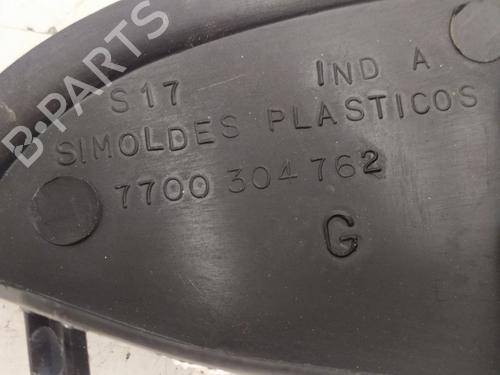 S17 IND A
SIMOLDES PLASTICOS
7700 304 762
G
B-PARTS